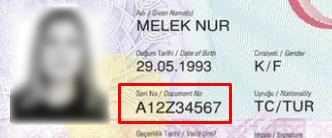 Adı / Given Name(s)
MELEK NUR
Doğum Tarihi / Date of Birth
29.05.1993
Cinsiyeti / Gender
K / F
Seri No / Document No
A12Z34567
Uyruğu / Nationality
TC/TUR
Geçerlilik Tarihi / Valid Until
İmzası / Signature